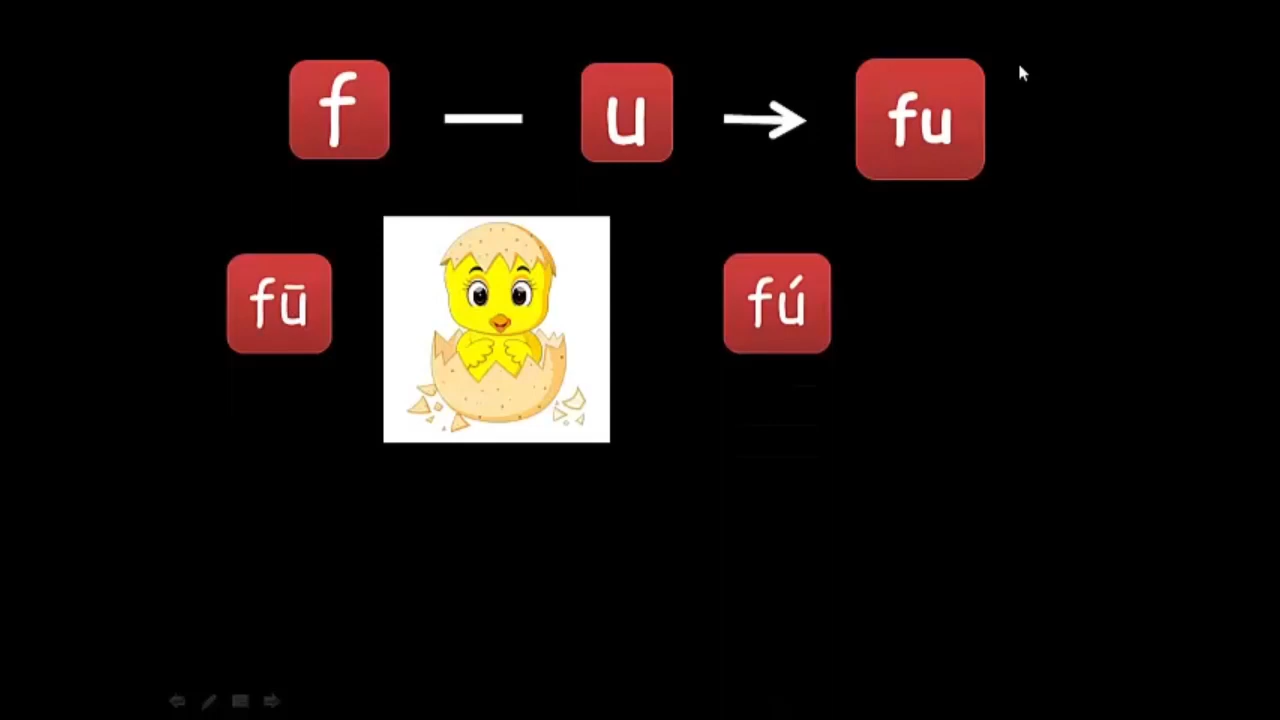 f — u → fu
fū fú